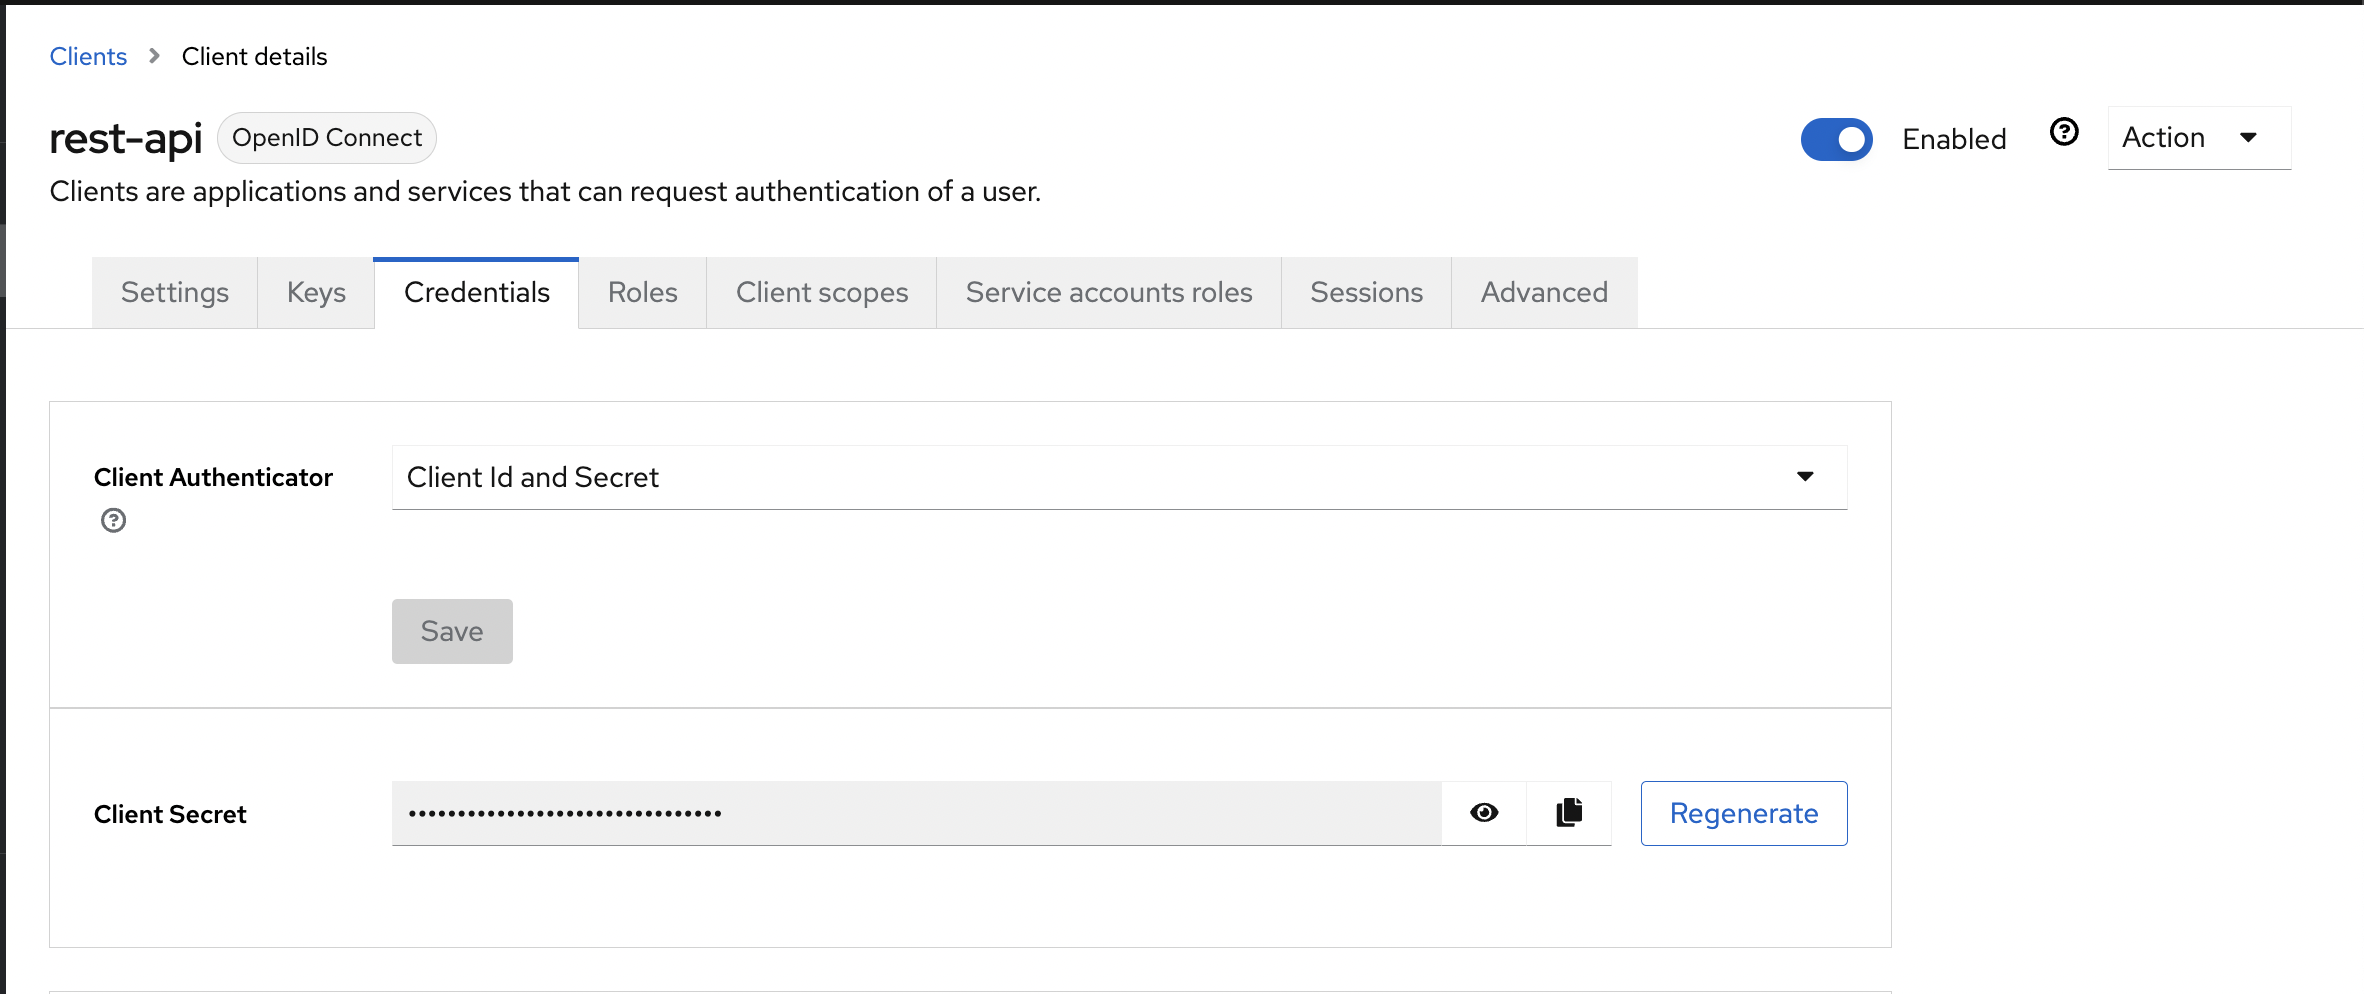 Clients > Client details
rest-api OpenID Connect
Enabled
Action
Clients are applications and services that can request authentication of a user.
Settings Keys Credentials Roles Client scopes Service accounts roles Sessions Advanced
Client Authenticator
Client Id and Secret
Save
Client Secret
••••••••••••••••••••••••••••••••
Regenerate